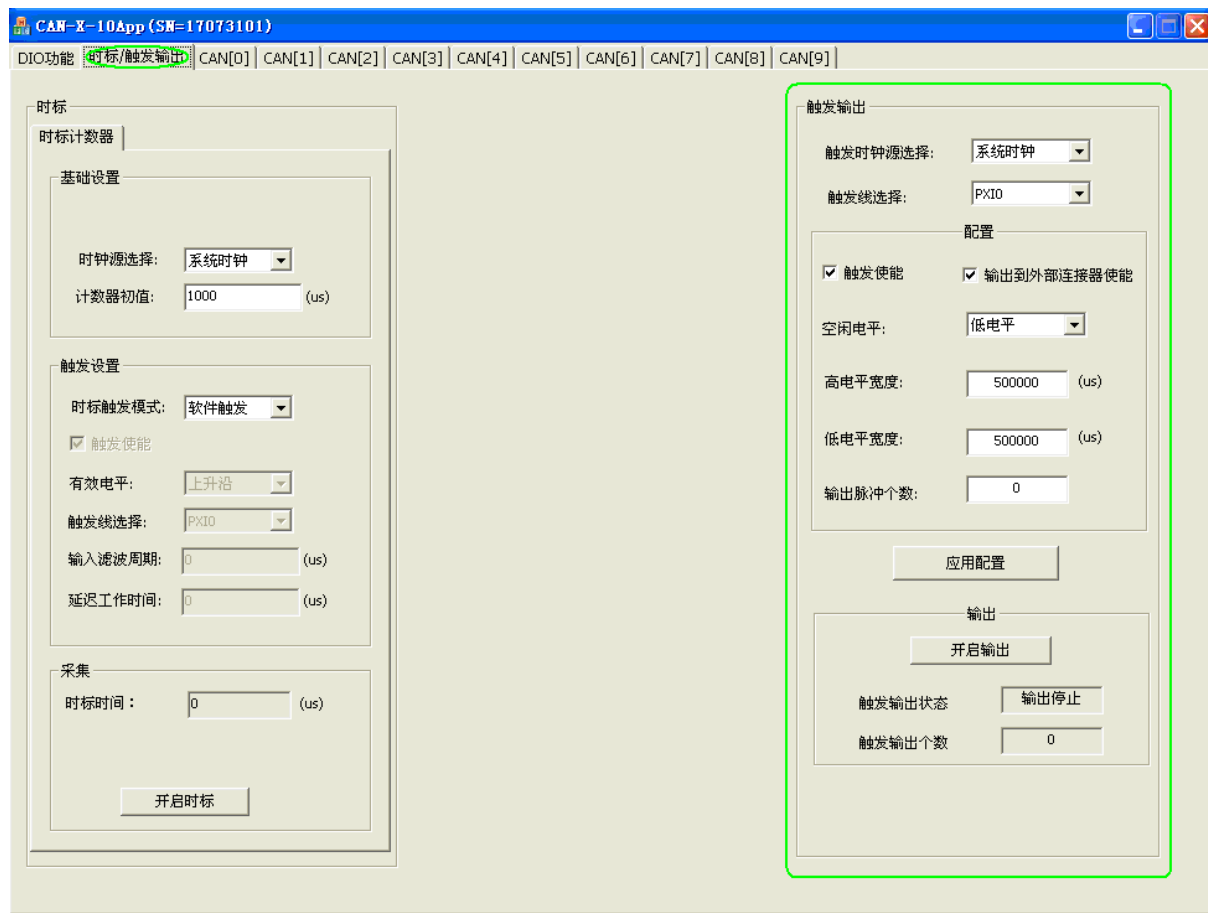 CAN-X-10App(SN=17073101)
DIO功能 时标/触发输出 CAN[0] CAN[1] CAN[2] CAN[3] CAN[4] CAN[5] CAN[6] CAN[7] CAN[8] CAN[9]
时标
时标计数器
基础设置
时钟源选择: 系统时钟
计数器初值: 1000 (us)
触发设置
时标触发模式: 软件触发
触发使能
有效电平: 上升沿
触发线选择: PXI0
输入滤波周期: 0 (us)
延迟工作时间: 0 (us)
采集
时标时间： 0 (us)
开启时标
触发输出
触发时钟源选择: 系统时钟
触发线选择: PXI0
配置
触发使能 输出到外部连接器使能
空闲电平: 低电平
高电平宽度: 500000 (us)
低电平宽度: 500000 (us)
输出脉冲个数: 0
应用配置
输出
开启输出
触发输出状态 输出停止
触发输出个数 0